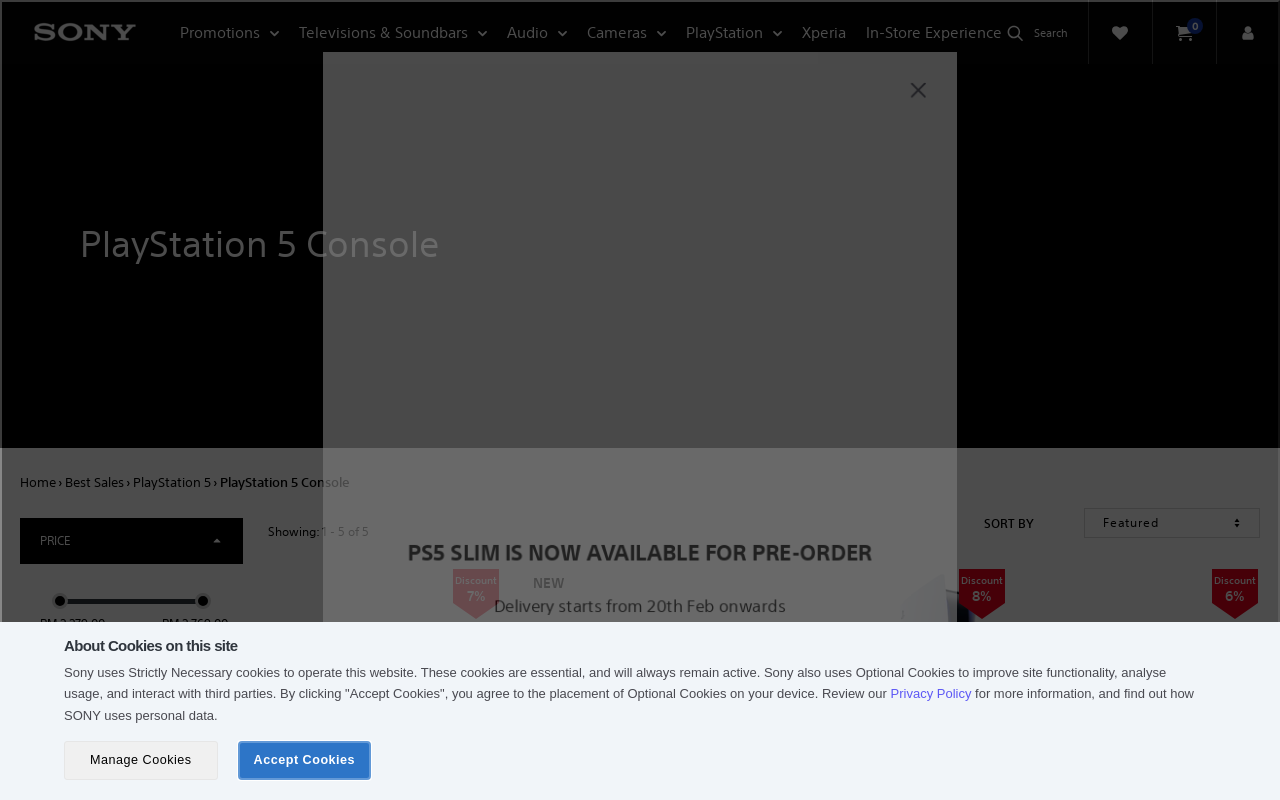 SONY
Promotions
Televisions & Soundbars
Audio
Cameras
PlayStation
Xperia
In-Store Experience
Search
0
PlayStation 5 Console
Home › Best Sales › PlayStation 5 › PlayStation 5 Console
PRICE
Showing: 1 - 5 of 5
SORT BY
Featured
PS5 SLIM IS NOW AVAILABLE FOR PRE-ORDER
Discount
7%
NEW
Discount
8%
Discount
6%
Delivery starts from 20th Feb onwards
About Cookies on this site
Sony uses Strictly Necessary cookies to operate this website. These cookies are essential, and will always remain active. Sony also uses Optional Cookies to improve site functionality, analyse
usage, and interact with third parties. By clicking "Accept Cookies", you agree to the placement of Optional Cookies on your device. Review our Privacy Policy for more information, and find out how
SONY uses personal data.
Manage Cookies
Accept Cookies